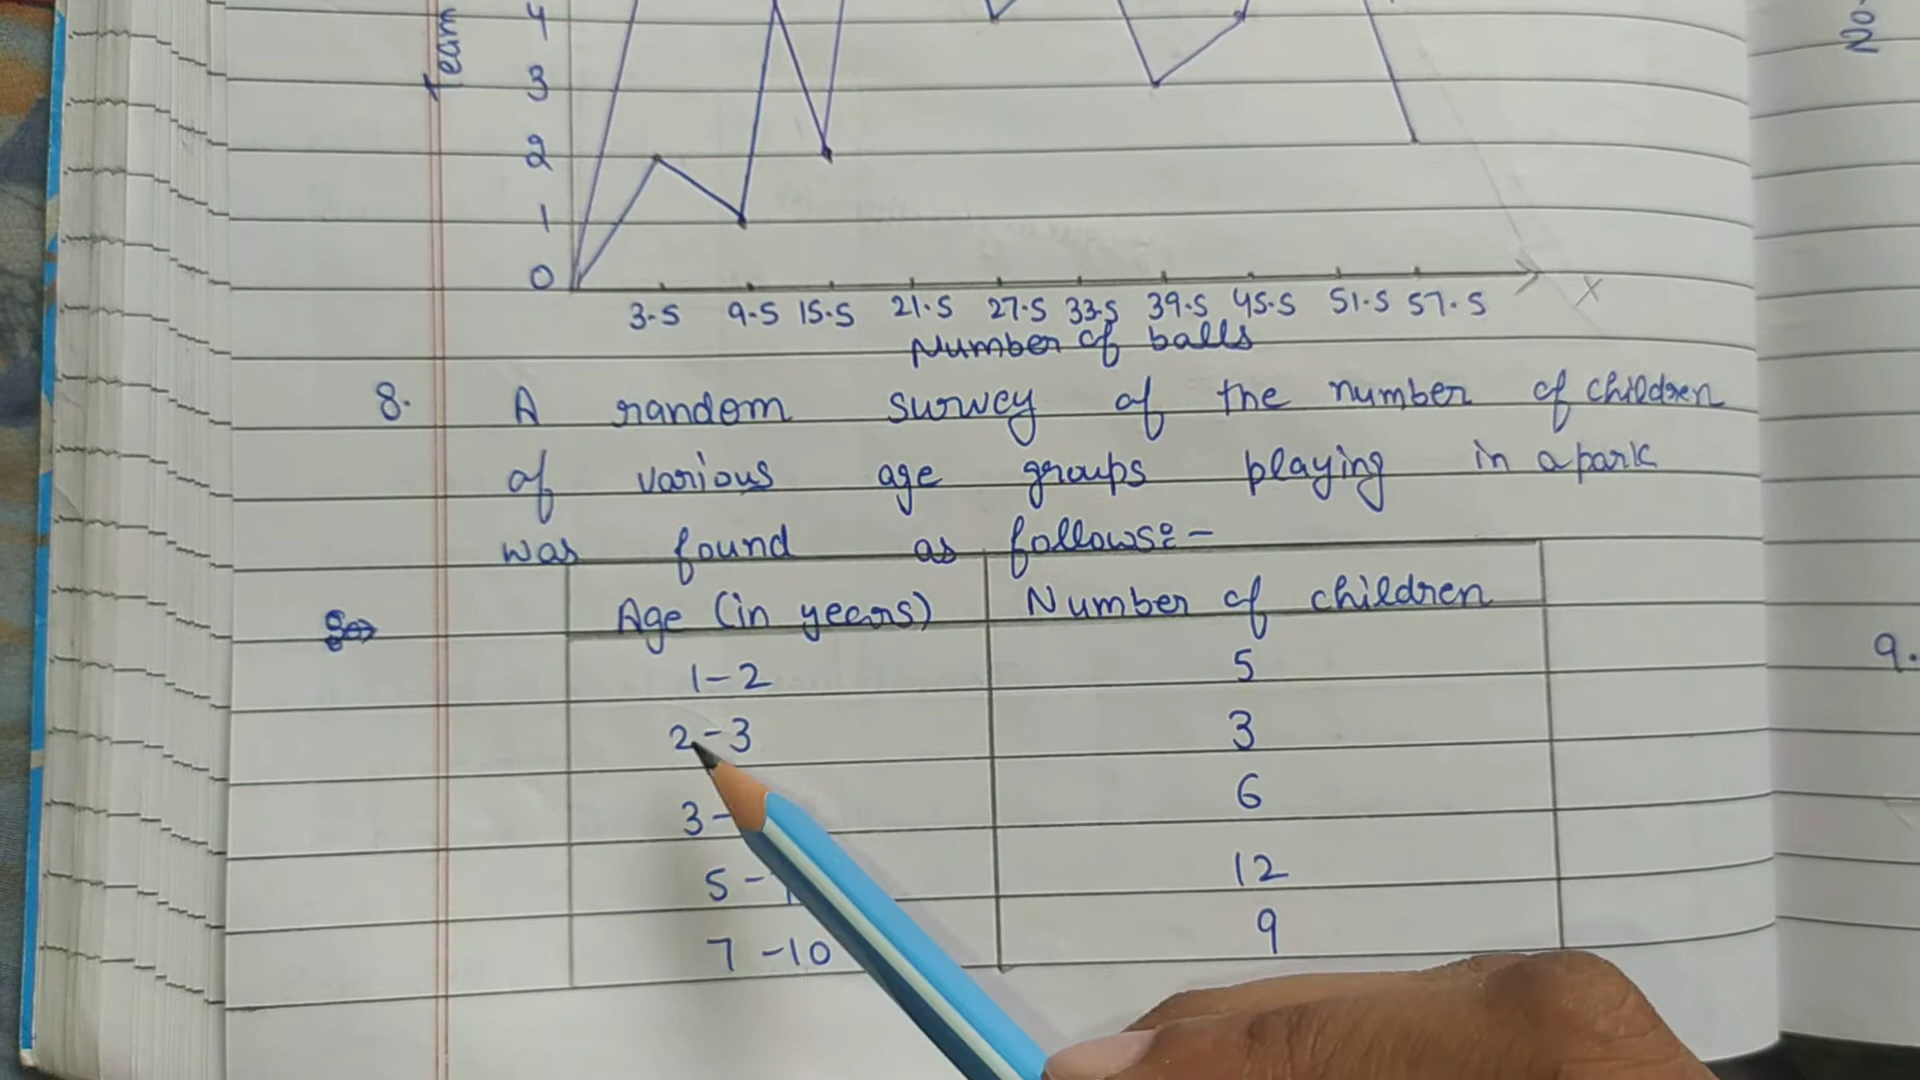 Team
4
3
2
1
0
3.5 9.5 15.5 21.5 27.5 33.5 39.5 45.5 51.5 57.5
X
Number of balls
8. A random survey of the number of children
of various age groups playing in a park
was found as follows:-
Age (in years) Number of children
1-2 5
2-3 3
3- 6
5- 12
7-10 9
9.